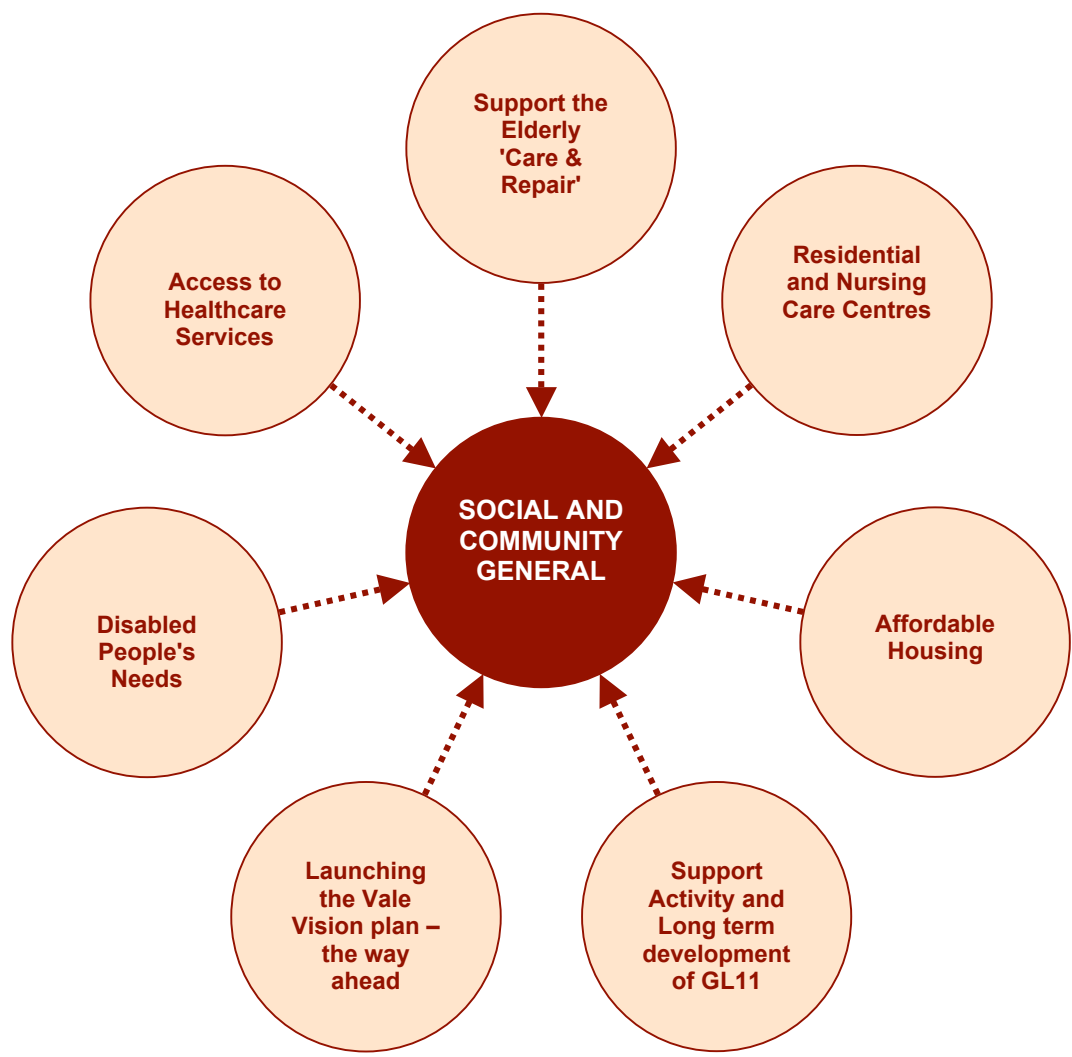 Support the
Elderly
'Care &
Repair'
Residential
and Nursing
Care Centres
Affordable
Housing
Support
Activity and
Long term
development
of GL11
Launching
the Vale
Vision plan –
the way
ahead
Disabled
People's
Needs
Access to
Healthcare
Services
SOCIAL AND
COMMUNITY
GENERAL